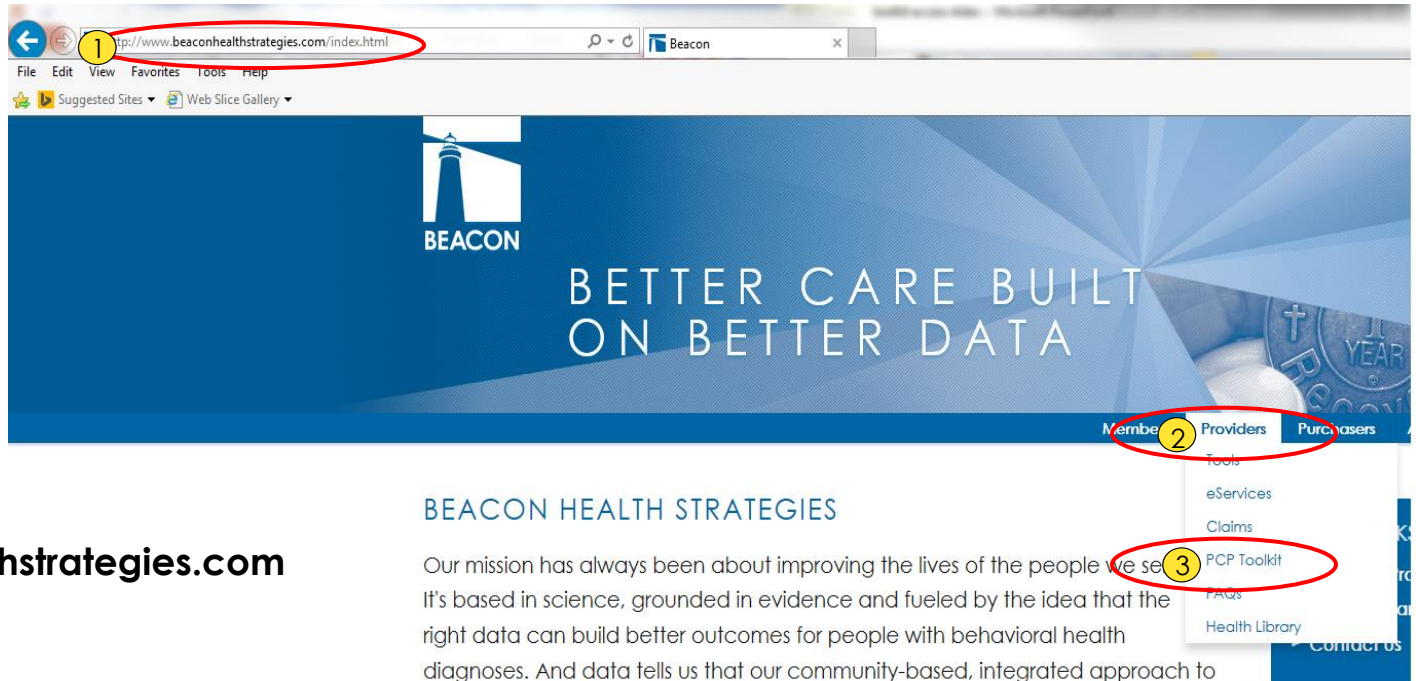 1
tp://www.beaconhealthstrategies.com/index.html
Beacon
File Edit View Favorites Tools Help
Suggested Sites Web Slice Gallery
BEACON
BETTER CARE BUILT
ON BETTER DATA
YEAR
Membe 2 Providers Purchasers
Tools
eServices
Claims
3 PCP Toolkit
FAQs
Health Library
Contact Us
BEACON HEALTH STRATEGIES
hstrategies.com
Our mission has always been about improving the lives of the people we se
It's based in science, grounded in evidence and fueled by the idea that the
right data can build better outcomes for people with behavioral health
diagnoses. And data tells us that our community-based, integrated approach to